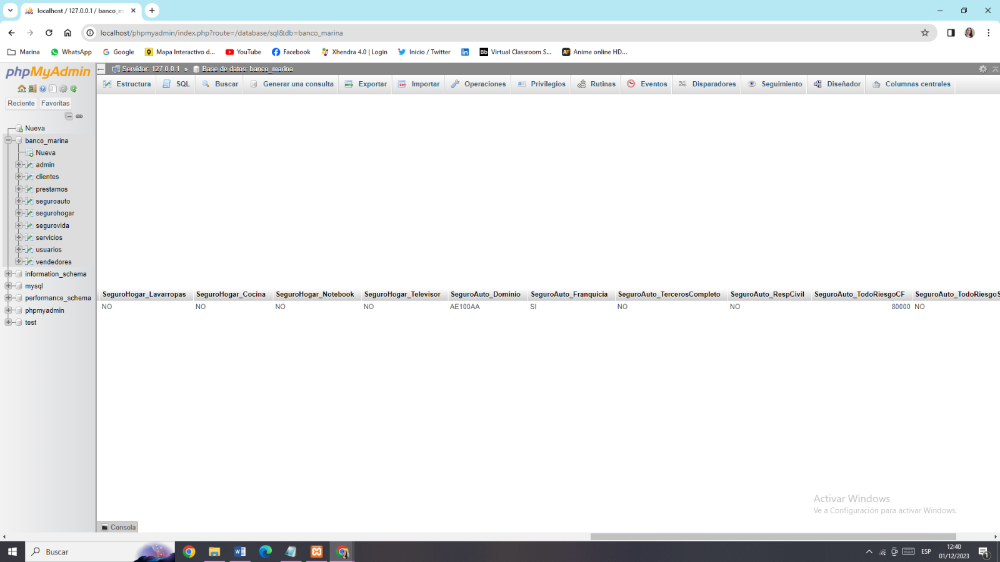 localhost / 127.0.0.1 / banco_m
localhost/phpmyadmin/index.php?route=/database/sql&db=banco_marina
Marina WhatsApp Google Mapa Interactivo d... YouTube Facebook Xhendra 4.0 | Login Inicio / Twitter Bb Virtual Classroom S... AF Anime online HD...
phpMyAdmin
Servidor: 127.0.0.1 » Base de datos: banco_marina
Estructura SQL Buscar Generar una consulta Exportar Importar Operaciones Privilegios Rutinas Eventos Disparadores Seguimiento Diseñador Columnas centrales
Reciente Favoritas
Nueva
banco_marina
Nueva
admin
clientes
prestamos
seguroauto
segurohogar
segurovida
servicios
usuarios
vendedores
information_schema
mysql
performance_schema
phpmyadmin
test
SeguroHogar_Lavarropas SeguroHogar_Cocina SeguroHogar_Notebook SeguroHogar_Televisor SeguroAuto_Dominio SeguroAuto_Franquicia SeguroAuto_TercerosCompleto SeguroAuto_RespCivil SeguroAuto_TodoRiesgoCF SeguroAuto_TodoRiesgoS
NO NO NO NO AE100AA SI NO NO 80000 NO
Activar Windows
Ve a Configuración para activar Windows.
Consola
Buscar
ESP
12:40
01/12/2023
1